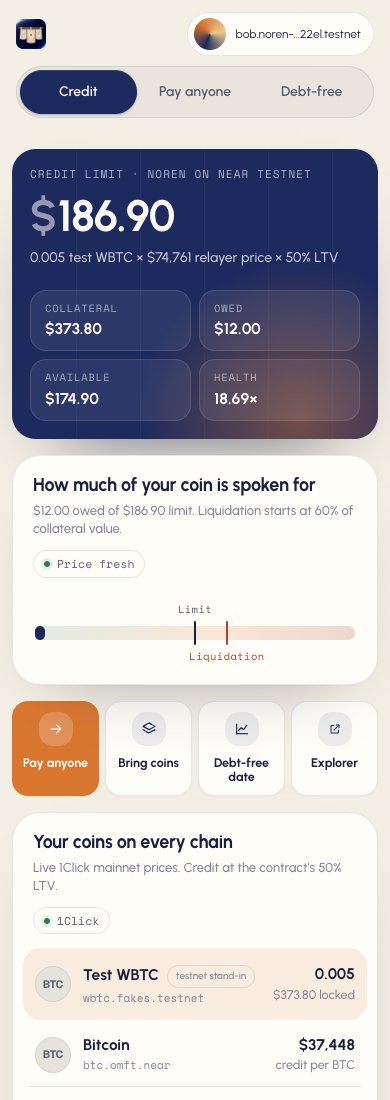 bob.noren-…22el.testnet
Credit
Pay anyone
Debt-free
CREDIT LIMIT · NOREN ON NEAR TESTNET
$186.90
0.005 test WBTC × $74,761 relayer price × 50% LTV
COLLATERAL
$373.80
OWED
$12.00
AVAILABLE
$174.90
HEALTH
18.69×
How much of your coin is spoken for
$12.00 owed of $186.90 limit. Liquidation starts at 60% of
collateral value.
Price fresh
Limit
Liquidation
Pay anyone
Bring coins
Debt-free
date
Explorer
Your coins on every chain
Live 1Click mainnet prices. Credit at the contract's 50%
LTV.
1Click
BTC
Test WBTC
testnet stand-in
wbtc.fakes.testnet
0.005
$373.80 locked
BTC
Bitcoin
btc.omft.near
$37,448
credit per BTC